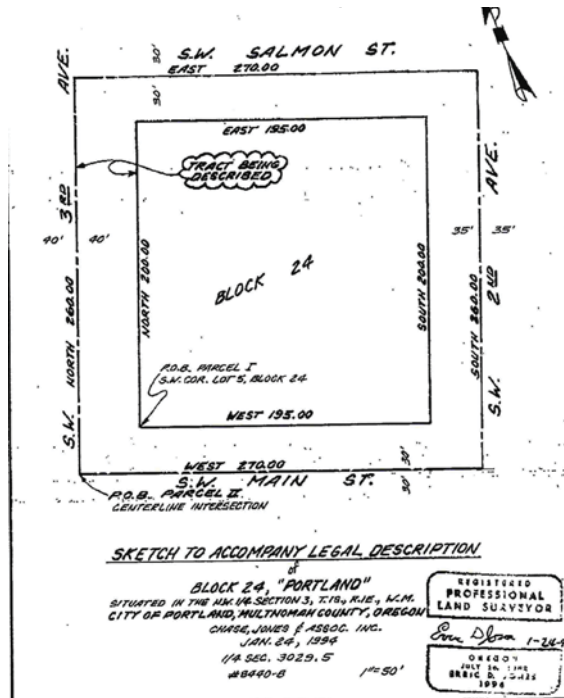 30'
S.W. SALMON ST.
EAST 270.00
30'
AVE.
EAST 195.00
TRACT BEING
DESCRIBED
AVE.
3RD
40'
40'
35'
35'
BLOCK 24
NORTH 200.00
SOUTH 200.00
2ND
NORTH 260.00
SOUTH 260.00
P.O.B. PARCEL I
S.W. COR. LOT 5, BLOCK 24
S.W.
S.W.
WEST 195.00
30'
WEST 270.00
S.W. MAIN ST.
30'
P.O.B. PARCEL II
CENTERLINE INTERSECTION
SKETCH TO ACCOMPANY LEGAL DESCRIPTION
of
BLOCK 24, "PORTLAND"
SITUATED IN THE N.W. 1/4 SECTION 3, T.1S., R.1E., W.M.
CITY OF PORTLAND, MULTNOMAH COUNTY, OREGON
CHASE, JONES & ASSOC. INC.
JAN. 24, 1994
1/4 SEC. 3029.5
#8440-B
1"=50'
REGISTERED
PROFESSIONAL
LAND SURVEYOR
1-24-
OREGON
JULY
1994